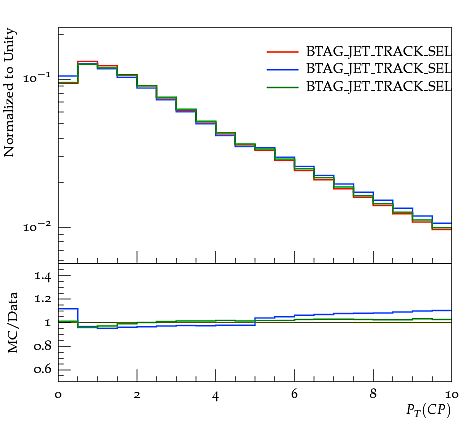 Normalized to Unity
BTAG_JET_TRACK_SEL
BTAG_JET_TRACK_SEL
BTAG_JET_TRACK_SEL
10⁻¹
10⁻²
MC/Data
1.4
1.2
1
0.8
0.6
0 2 4 6 8 10
P_T(CP)